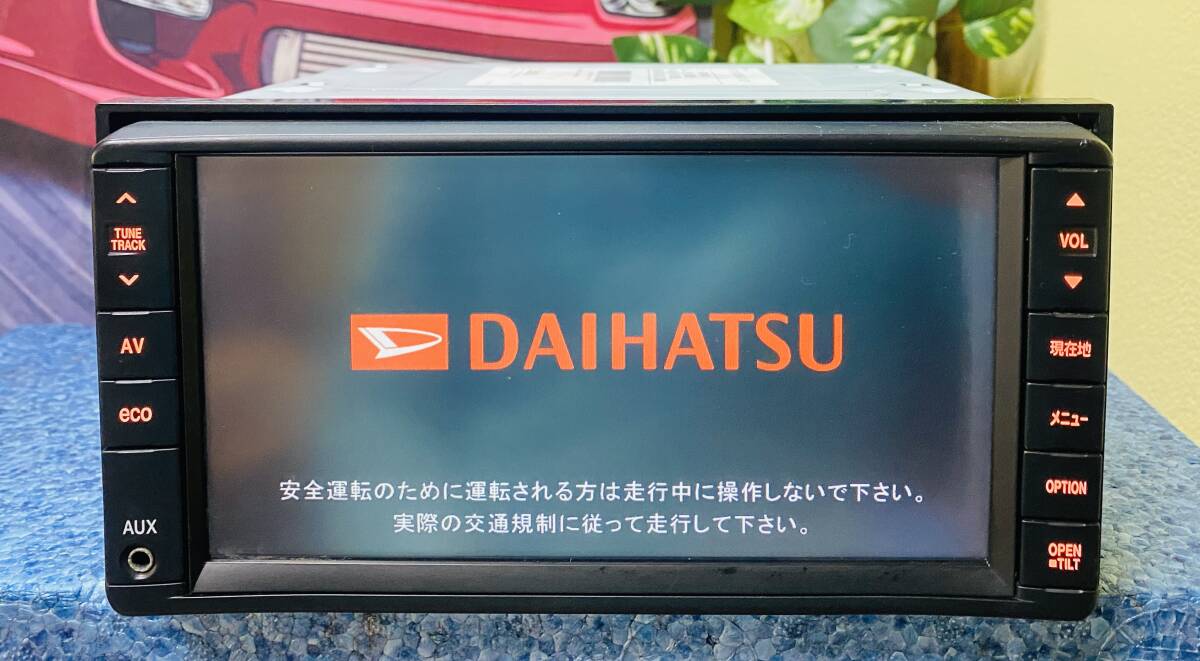 TUNE
TRACK
AV
eco
AUX
DAIHATSU
安全運転のために運転される方は走行中に操作しないで下さい。
実際の交通規制に従って走行して下さい。
VOL
現在地
メニュー
OPTION
OPEN
TILT